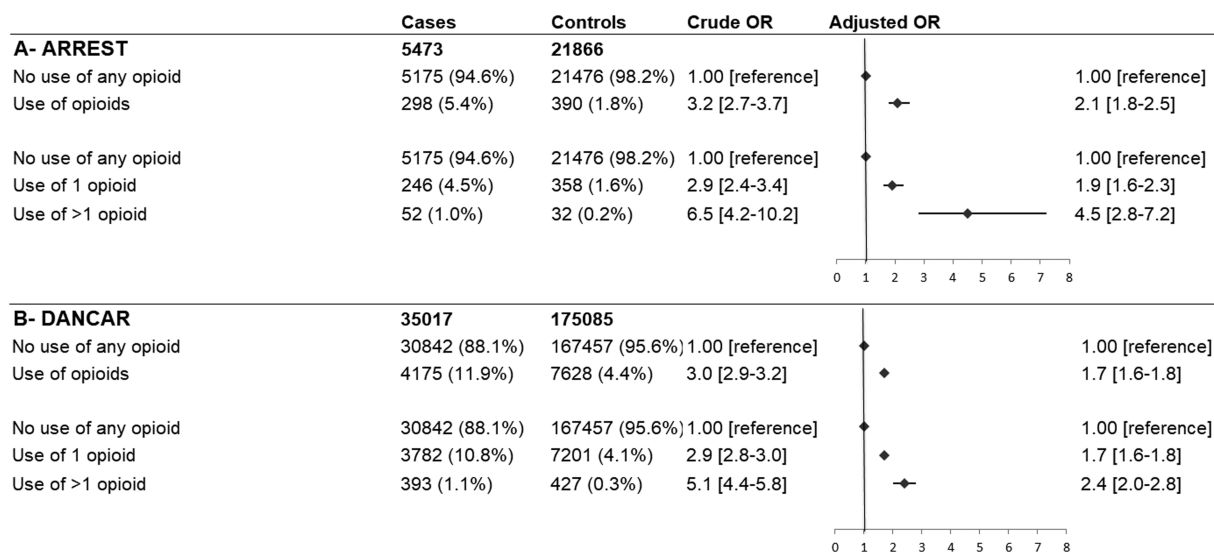 Cases Controls Crude OR Adjusted OR
A- ARREST 5473 21866
No use of any opioid 5175 (94.6%) 21476 (98.2%) 1.00 [reference] 1.00 [reference]
Use of opioids 298 (5.4%) 390 (1.8%) 3.2 [2.7-3.7] 2.1 [1.8-2.5]
No use of any opioid 5175 (94.6%) 21476 (98.2%) 1.00 [reference] 1.00 [reference]
Use of 1 opioid 246 (4.5%) 358 (1.6%) 2.9 [2.4-3.4] 1.9 [1.6-2.3]
Use of >1 opioid 52 (1.0%) 32 (0.2%) 6.5 [4.2-10.2] 4.5 [2.8-7.2]
0 1 2 3 4 5 6 7 8
B- DANCAR 35017 175085
No use of any opioid 30842 (88.1%) 167457 (95.6%) 1.00 [reference] 1.00 [reference]
Use of opioids 4175 (11.9%) 7628 (4.4%) 3.0 [2.9-3.2] 1.7 [1.6-1.8]
No use of any opioid 30842 (88.1%) 167457 (95.6%) 1.00 [reference] 1.00 [reference]
Use of 1 opioid 3782 (10.8%) 7201 (4.1%) 2.9 [2.8-3.0] 1.7 [1.6-1.8]
Use of >1 opioid 393 (1.1%) 427 (0.3%) 5.1 [4.4-5.8] 2.4 [2.0-2.8]
0 1 2 3 4 5 6 7 8